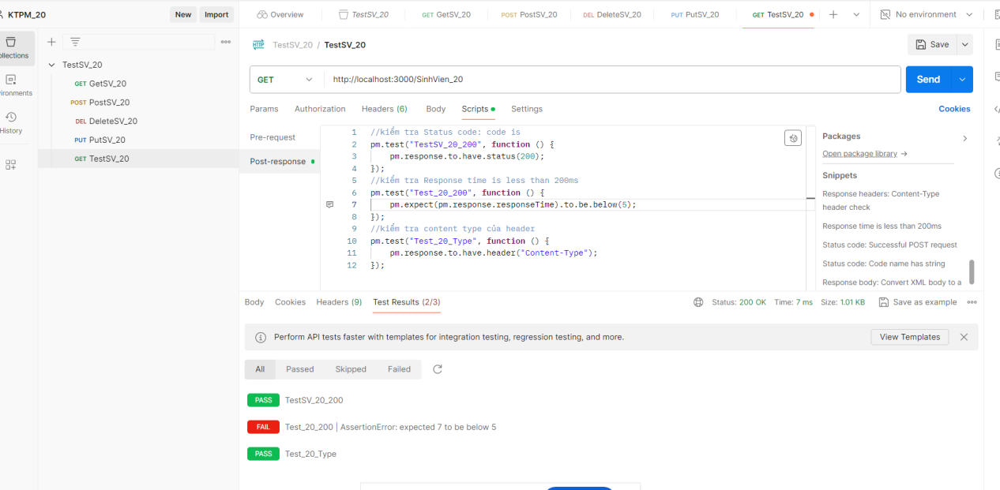 KTPM_20
New
Import
Overview
TestSV_20
GET GetSV_20
POST PostSV_20
DEL DeleteSV_20
PUT PutSV_20
GET TestSV_20
No environment
ollections
ironments
History
TestSV_20
GET GetSV_20
POST PostSV_20
DEL DeleteSV_20
PUT PutSV_20
GET TestSV_20
HTTP TestSV_20 / TestSV_20
Save
GET
http://localhost:3000/SinhVien_20
Send
Params Authorization Headers (6) Body Scripts Settings
Cookies
Pre-request
Post-response
1 //kiểm tra Status code: code is
2 pm.test("TestSV_20_200", function () {
3 pm.response.to.have.status(200);
4 });
5 //kiểm tra Response time is less than 200ms
6 pm.test("Test_20_200", function () {
7 pm.expect(pm.response.responseTime).to.be.below(5);
8 });
9 //kiểm tra content type của header
10 pm.test("Test_20_Type", function () {
11 pm.response.to.have.header("Content-Type");
12 });
Packages
Open package library →
Snippets
Response headers: Content-Type
header check
Response time is less than 200ms
Status code: Successful POST request
Status code: Code name has string
Response body: Convert XML body to a
Body Cookies Headers (9) Test Results (2/3)
Status: 200 OK Time: 7 ms Size: 1.01 KB Save as example
Perform API tests faster with templates for integration testing, regression testing, and more.
View Templates
All Passed Skipped Failed
PASS TestSV_20_200
FAIL Test_20_200 | AssertionError: expected 7 to be below 5
PASS Test_20_Type